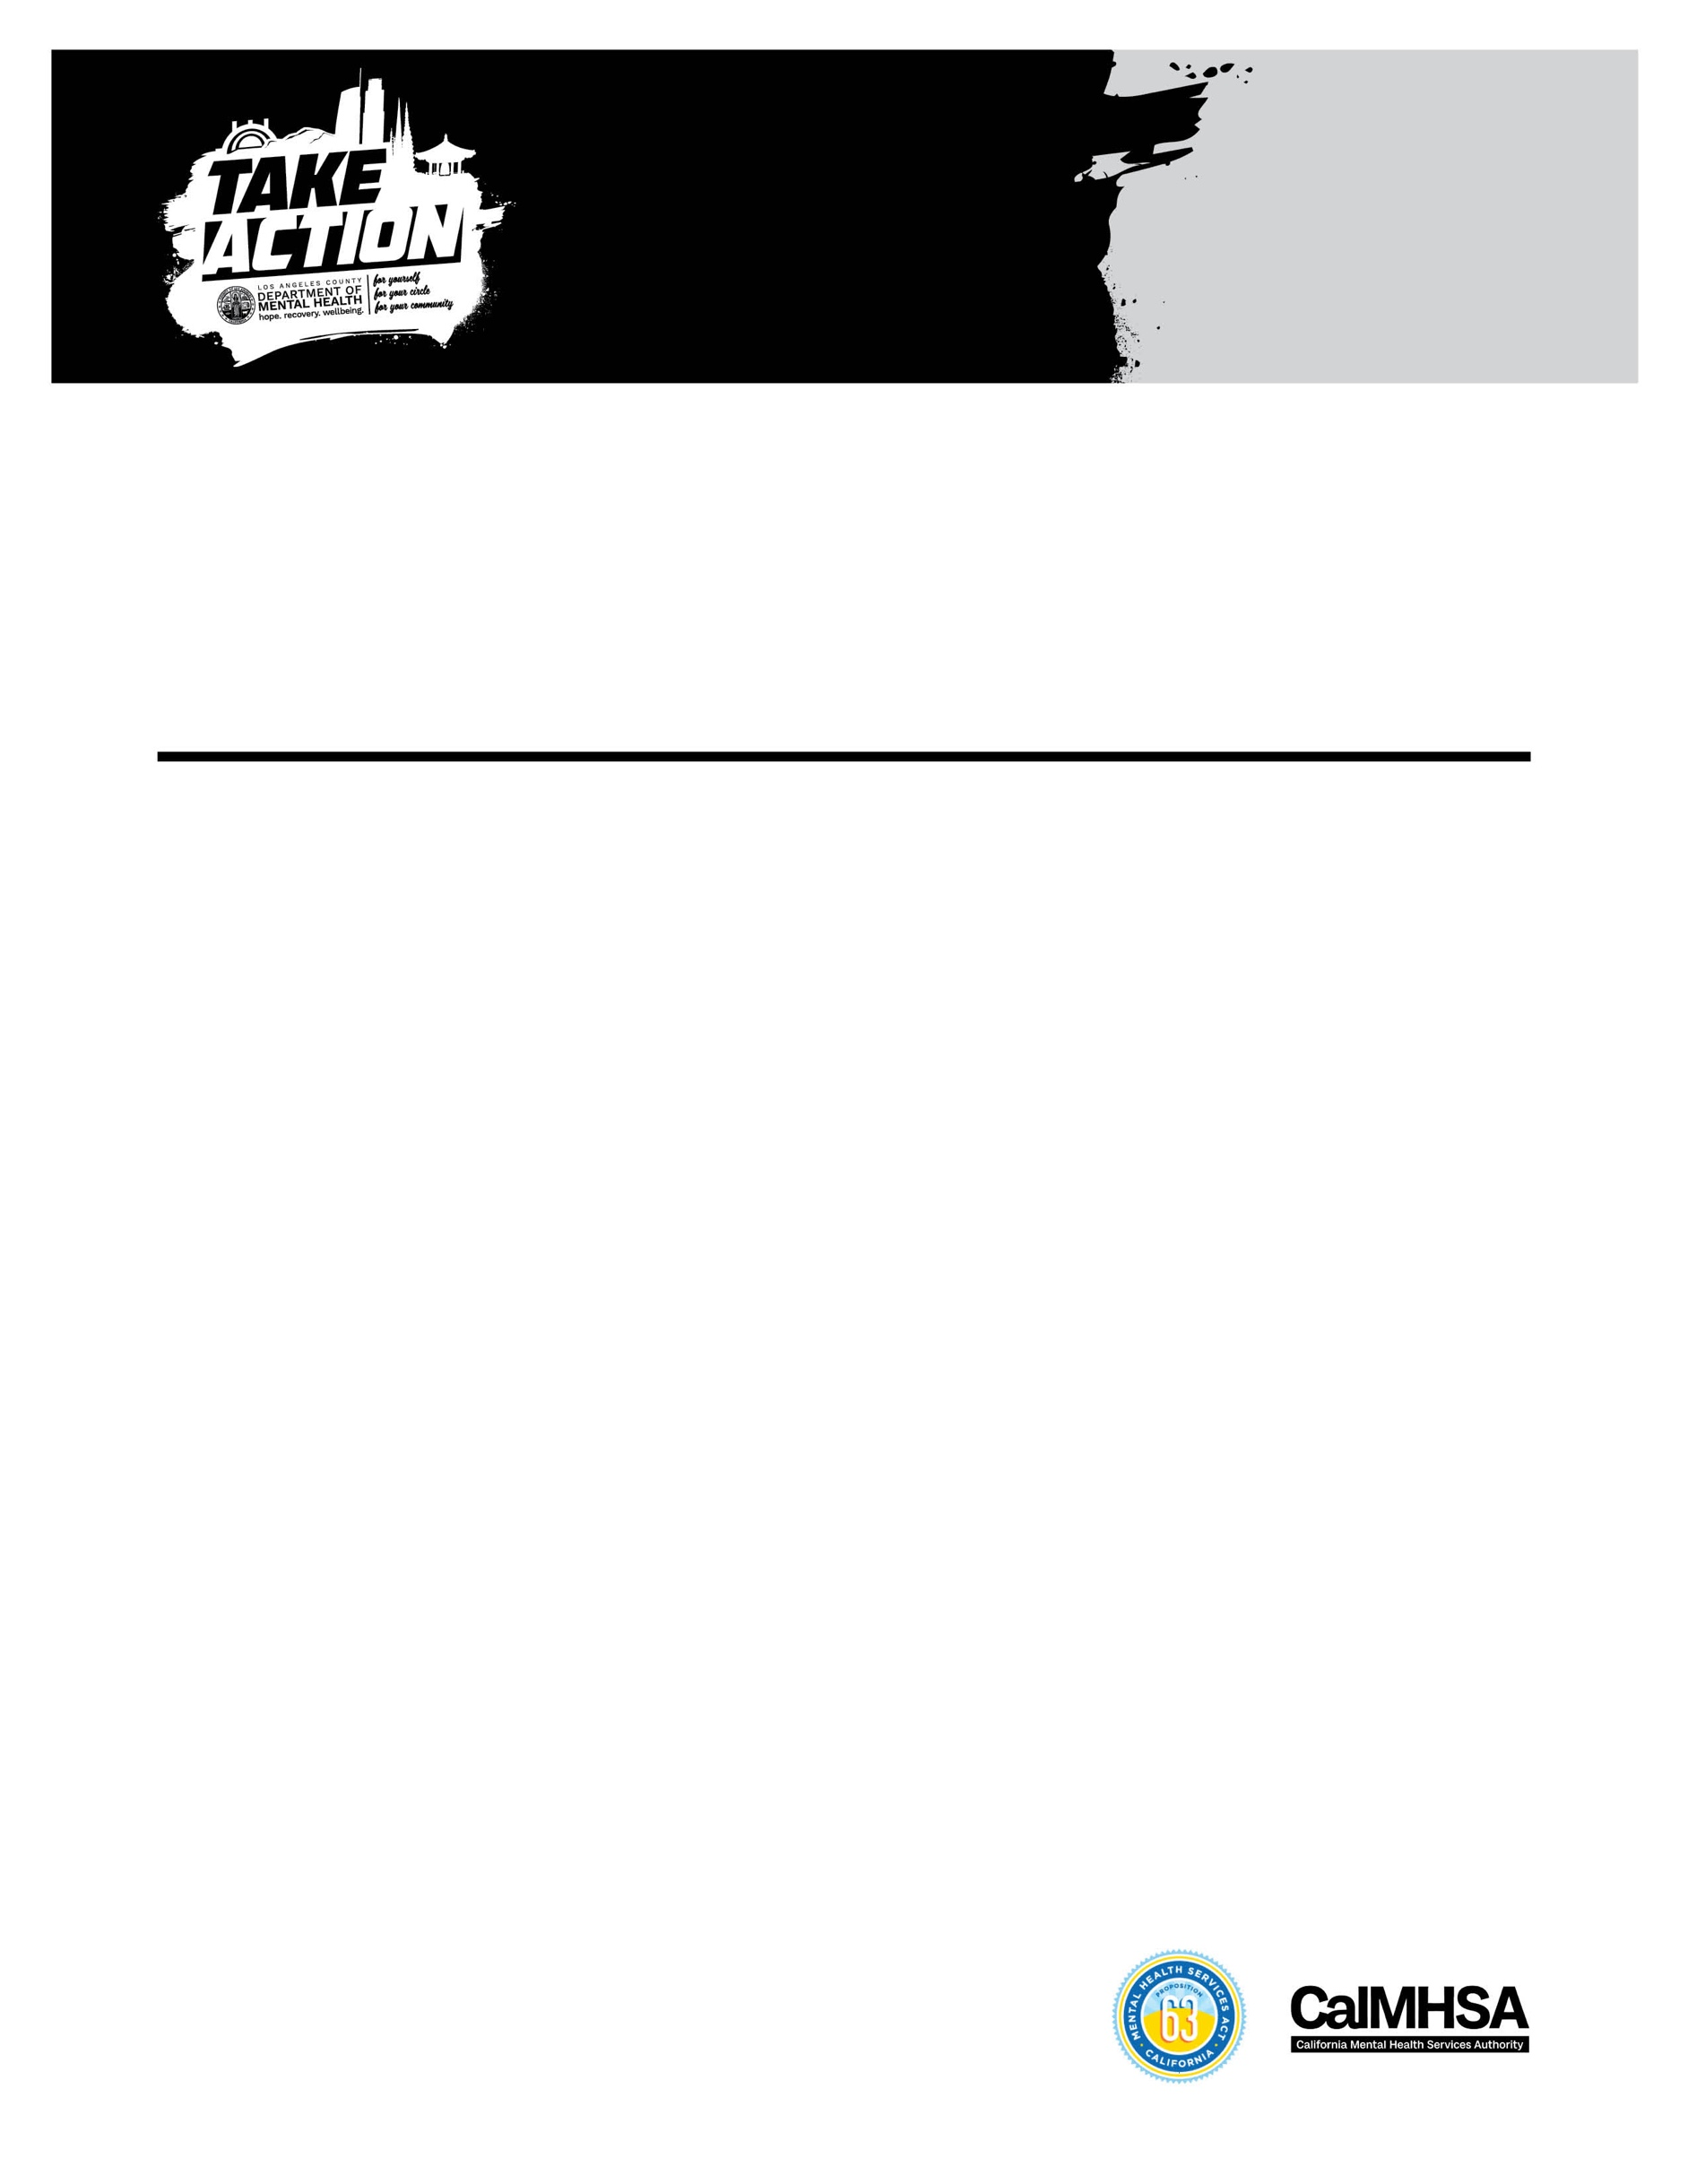 TAKE
ACTION
LOS ANGELES COUNTY
DEPARTMENT OF
MENTAL HEALTH
hope. recovery. wellbeing.
for yourself
for your circle
for your community
MENTAL HEALTH SERVICES ACT
PROPOSITION
63
CALIFORNIA
CalMHSA
California Mental Health Services Authority